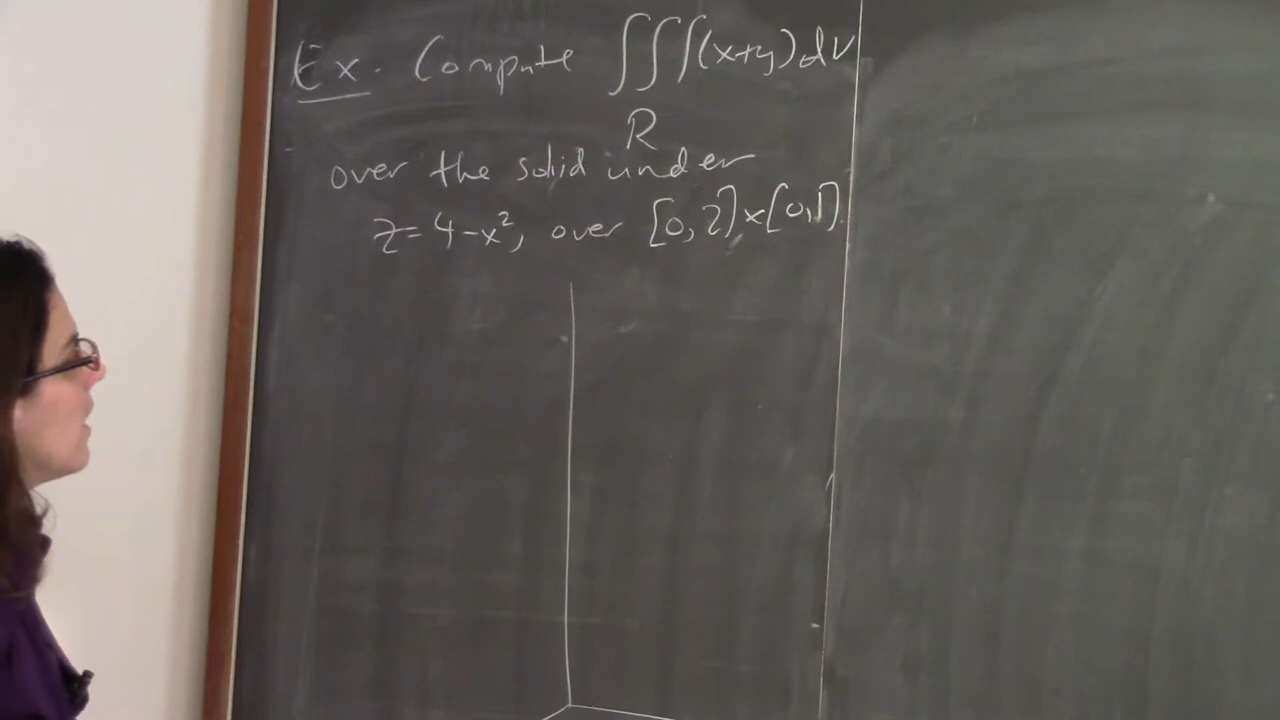 Ex. Compute ∫∫∫(x+y)dV
R
over the solid under
z=4-x², over [0,2]×[0,1].